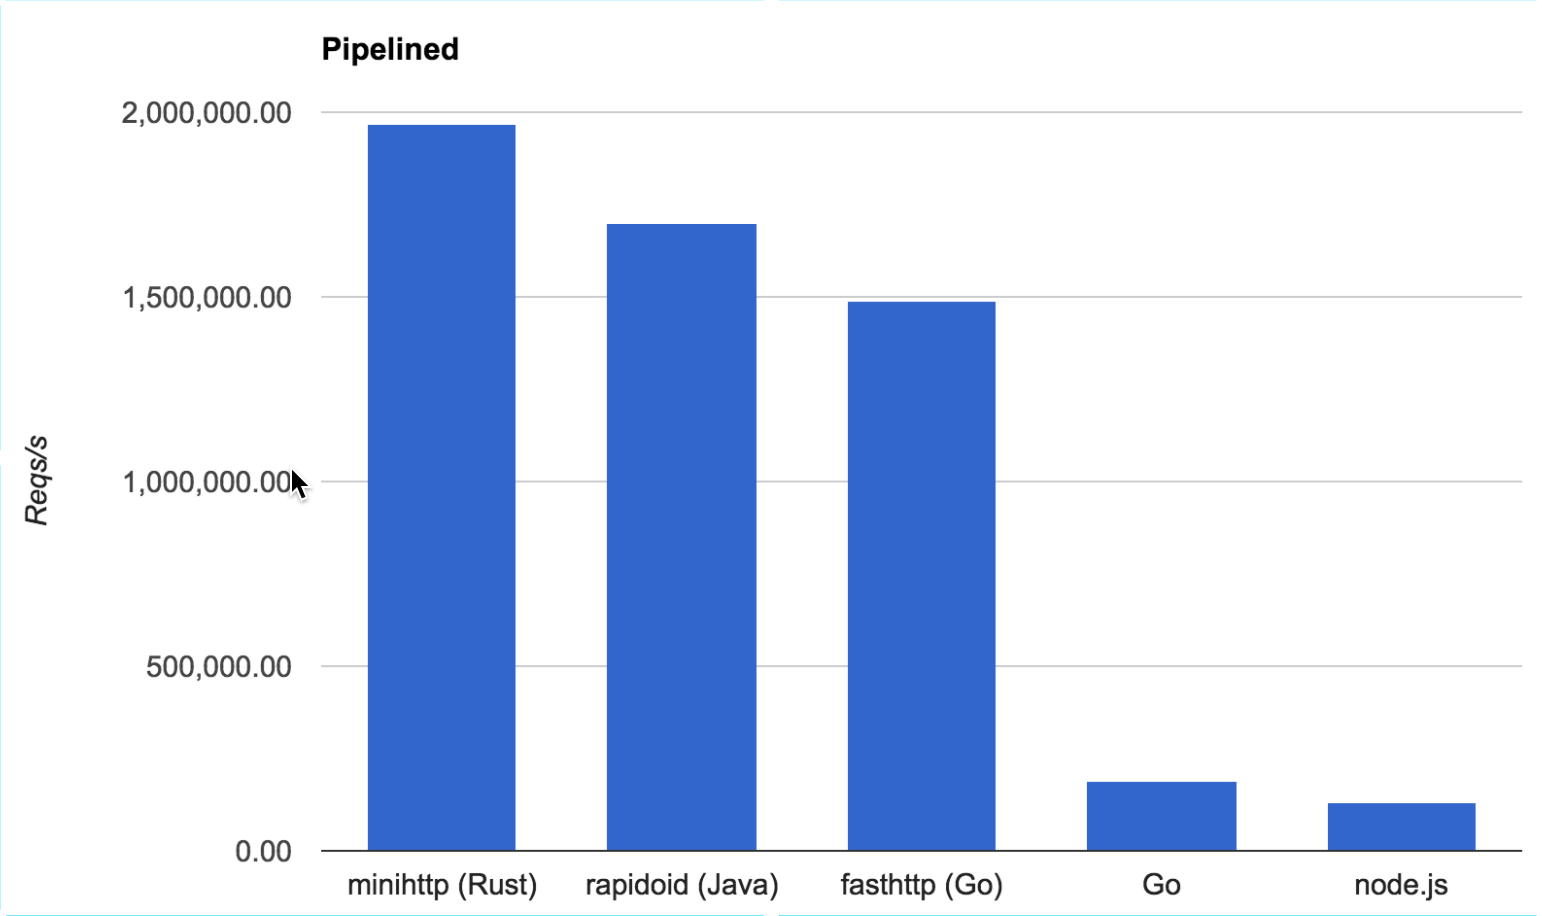 Pipelined
2,000,000.00
1,500,000.00
1,000,000.00
500,000.00
0.00
Reqs/s
minihttp (Rust)
rapidoid (Java)
fasthttp (Go)
Go
node.js